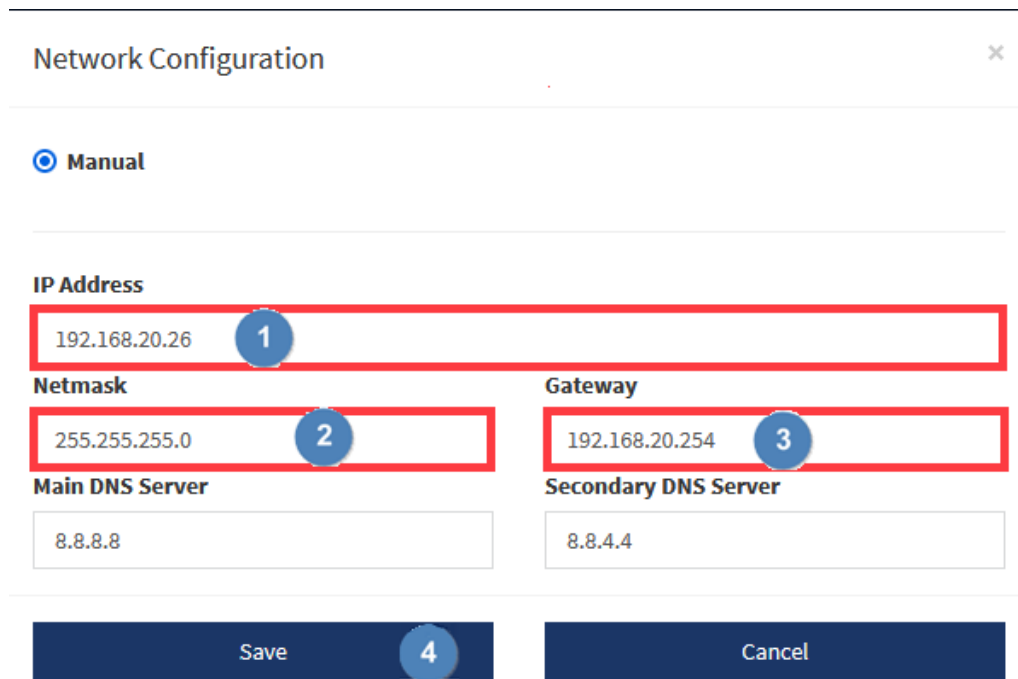 Network Configuration ×
Manual
IP Address
192.168.20.26 1
Netmask Gateway
255.255.255.0 2 192.168.20.254 3
Main DNS Server Secondary DNS Server
8.8.8.8 8.8.4.4
Save 4 Cancel